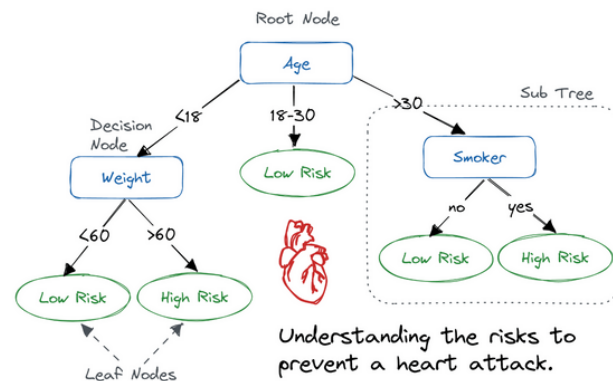 Root Node
Age
Sub Tree
<18
18-30
>30
Decision
Node
Weight
Low Risk
Smoker
<60
>60
no
yes
Low Risk
High Risk
Low Risk
High Risk
Understanding the risks to
prevent a heart attack.
Leaf Nodes